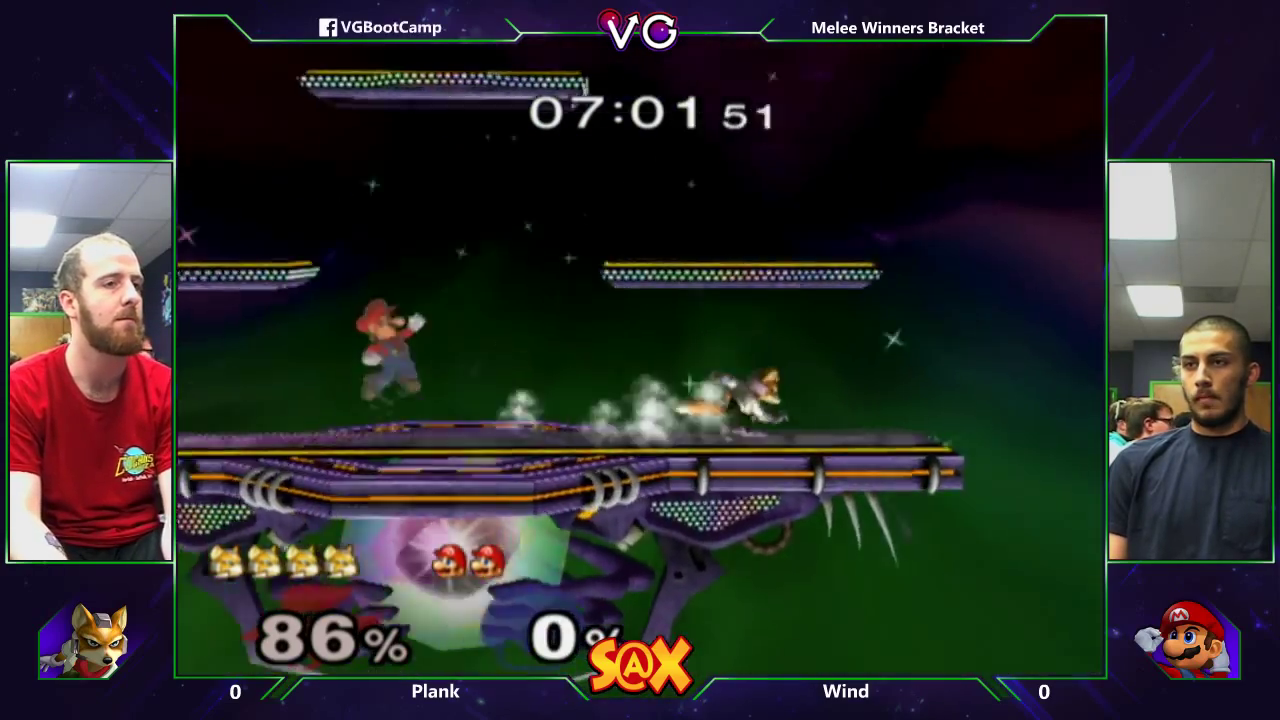 VGBootCamp
VG
Melee Winners Bracket
07:01 51
86%
0%
S@X
0
Plank
Wind
0